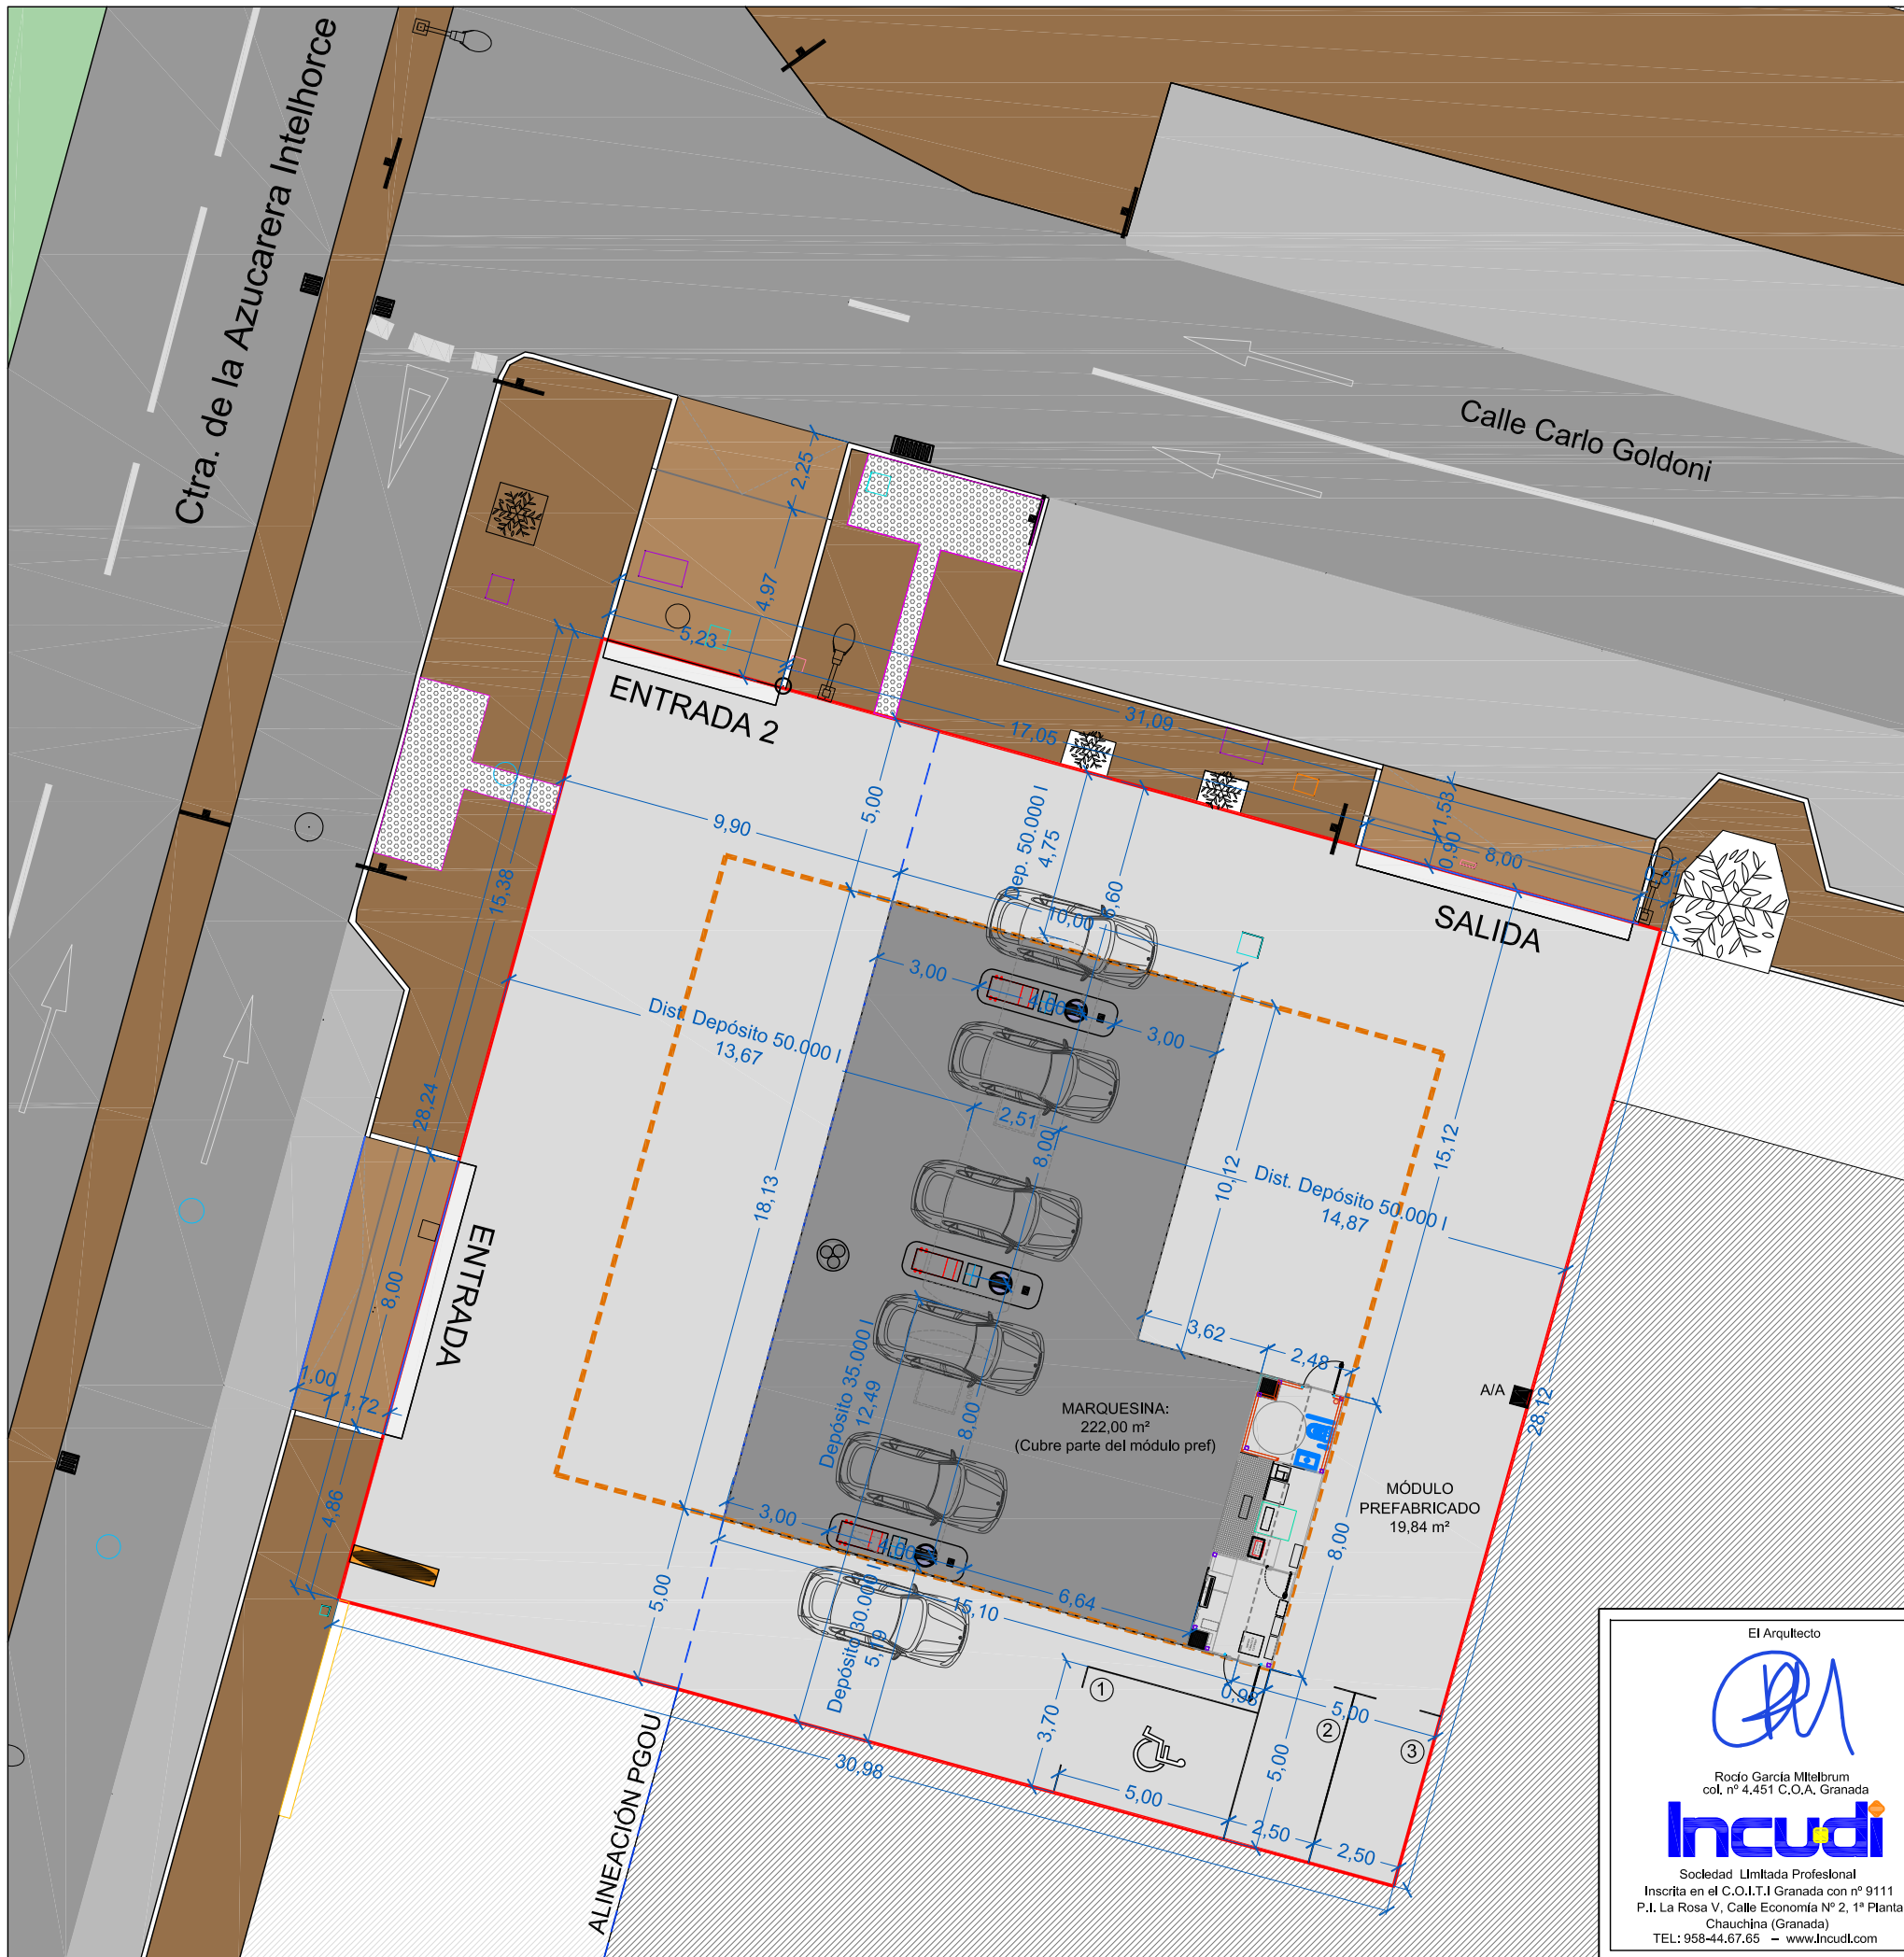 Ctra. de la Azucarera Intelhorce
Calle Carlo Goldoni
2,25
4,97
5,23
ENTRADA 2
31,09
17,05
5,00
9,90
15,38
28,24
Dep. 50.000 l
4,75
5,60
10,00
1,53
0,90
8,00
SALIDA
3,00
4,00
3,00
Dist. Depósito 50.000 l
13,67
2,51
8,00
18,13
10,12
15,12
Dist. Depósito 50.000 l
14,87
ENTRADA
8,00
1,00
1,72
4,86
3,62
2,48
A/A
28,12
Depósito 35.000 l
12,49
8,00
MARQUESINA:
222,00 m²
(Cubre parte del módulo pref)
MÓDULO
PREFABRICADO
19,84 m²
8,00
3,00
6,64
15,10
5,00
Depósito 30.000 l
5,19
0,98
5,00
1
2
3
3,70
5,00
5,00
2,50
2,50
30,98
ALINEACIÓN PGOU
El Arquitecto
Rocío García Mitelbrum
col. nº 4.451 C.O.A. Granada
Incudi
Sociedad Limitada Profesional
Inscrita en el C.O.I.T.I Granada con nº 9111
P.I. La Rosa V, Calle Economía Nº 2, 1ª Planta
Chauchina (Granada)
TEL: 958-44.67.65 – www.incudi.com